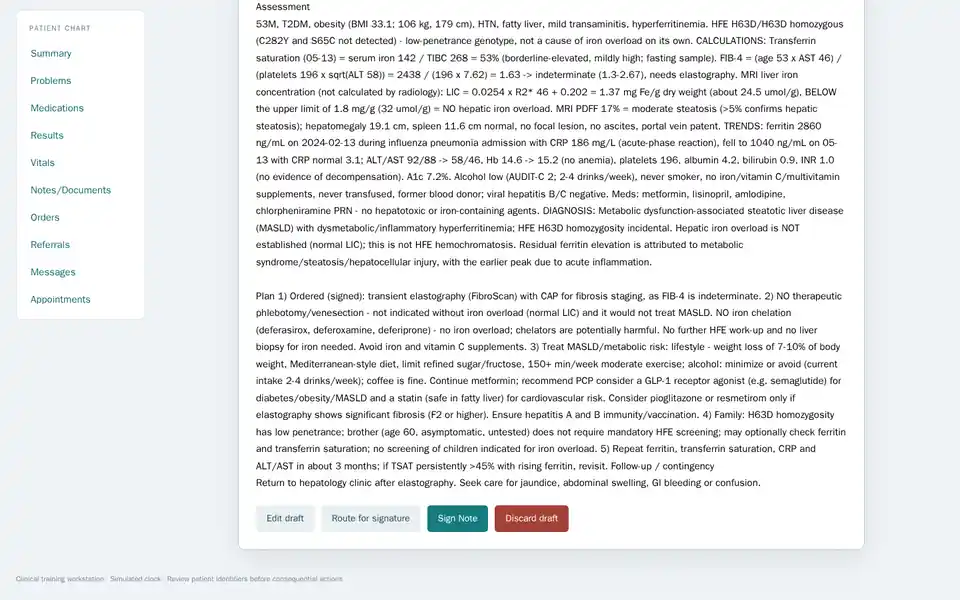 PATIENT CHART
Summary
Problems
Medications
Results
Vitals
Notes/Documents
Orders
Referrals
Messages
Appointments
Assessment
53M, T2DM, obesity (BMI 33.1; 106 kg, 179 cm), HTN, fatty liver, mild transaminitis, hyperferritinemia. HFE H63D/H63D homozygous
(C282Y and S65C not detected) - low-penetrance genotype, not a cause of iron overload on its own. CALCULATIONS: Transferrin
saturation (05-13) = serum iron 142 / TIBC 268 = 53% (borderline-elevated, mildly high; fasting sample). FIB-4 = (age 53 x AST 46) /
(platelets 196 x sqrt(ALT 58)) = 2438 / (196 x 7.62) = 1.63 -> indeterminate (1.3-2.67), needs elastography. MRI liver iron
concentration (not calculated by radiology): LIC = 0.0254 x R2* 46 + 0.202 = 1.37 mg Fe/g dry weight (about 24.5 umol/g), BELOW
the upper limit of 1.8 mg/g (32 umol/g) = NO hepatic iron overload. MRI PDFF 17% = moderate steatosis (>5% confirms hepatic
steatosis); hepatomegaly 19.1 cm, spleen 11.6 cm normal, no focal lesion, no ascites, portal vein patent. TRENDS: ferritin 2860
ng/mL on 2024-02-13 during influenza pneumonia admission with CRP 186 mg/L (acute-phase reaction), fell to 1040 ng/mL on 05-
13 with CRP normal 3.1; ALT/AST 92/88 -> 58/46, Hb 14.6 -> 15.2 (no anemia), platelets 196, albumin 4.2, bilirubin 0.9, INR 1.0
(no evidence of decompensation). A1c 7.2%. Alcohol low (AUDIT-C 2; 2-4 drinks/week), never smoker, no iron/vitamin C/multivitamin
supplements, never transfused, former blood donor; viral hepatitis B/C negative. Meds: metformin, lisinopril, amlodipine,
chlorpheniramine PRN - no hepatotoxic or iron-containing agents. DIAGNOSIS: Metabolic dysfunction-associated steatotic liver disease
(MASLD) with dysmetabolic/inflammatory hyperferritinemia; HFE H63D homozygosity incidental. Hepatic iron overload is NOT
established (normal LIC); this is not HFE hemochromatosis. Residual ferritin elevation is attributed to metabolic
syndrome/steatosis/hepatocellular injury, with the earlier peak due to acute inflammation.
Plan 1) Ordered (signed): transient elastography (FibroScan) with CAP for fibrosis staging, as FIB-4 is indeterminate. 2) NO therapeutic
phlebotomy/venesection - not indicated without iron overload (normal LIC) and it would not treat MASLD. NO iron chelation
(deferasirox, deferoxamine, deferiprone) - no iron overload; chelators are potentially harmful. No further HFE work-up and no liver
biopsy for iron needed. Avoid iron and vitamin C supplements. 3) Treat MASLD/metabolic risk: lifestyle - weight loss of 7-10% of body
weight, Mediterranean-style diet, limit refined sugar/fructose, 150+ min/week moderate exercise; alcohol: minimize or avoid (current
intake 2-4 drinks/week); coffee is fine. Continue metformin; recommend PCP consider a GLP-1 receptor agonist (e.g. semaglutide) for
diabetes/obesity/MASLD and a statin (safe in fatty liver) for cardiovascular risk. Consider pioglitazone or resmetirom only if
elastography shows significant fibrosis (F2 or higher). Ensure hepatitis A and B immunity/vaccination. 4) Family: H63D homozygosity
has low penetrance; brother (age 60, asymptomatic, untested) does not require mandatory HFE screening; may optionally check ferritin
and transferrin saturation; no screening of children indicated for iron overload. 5) Repeat ferritin, transferrin saturation, CRP and
ALT/AST in about 3 months; if TSAT persistently >45% with rising ferritin, revisit. Follow-up / contingency
Return to hepatology clinic after elastography. Seek care for jaundice, abdominal swelling, GI bleeding or confusion.
Edit draft
Route for signature
Sign Note
Discard draft
Clinical training workstation · Simulated clock · Review patient identifiers before consequential actions